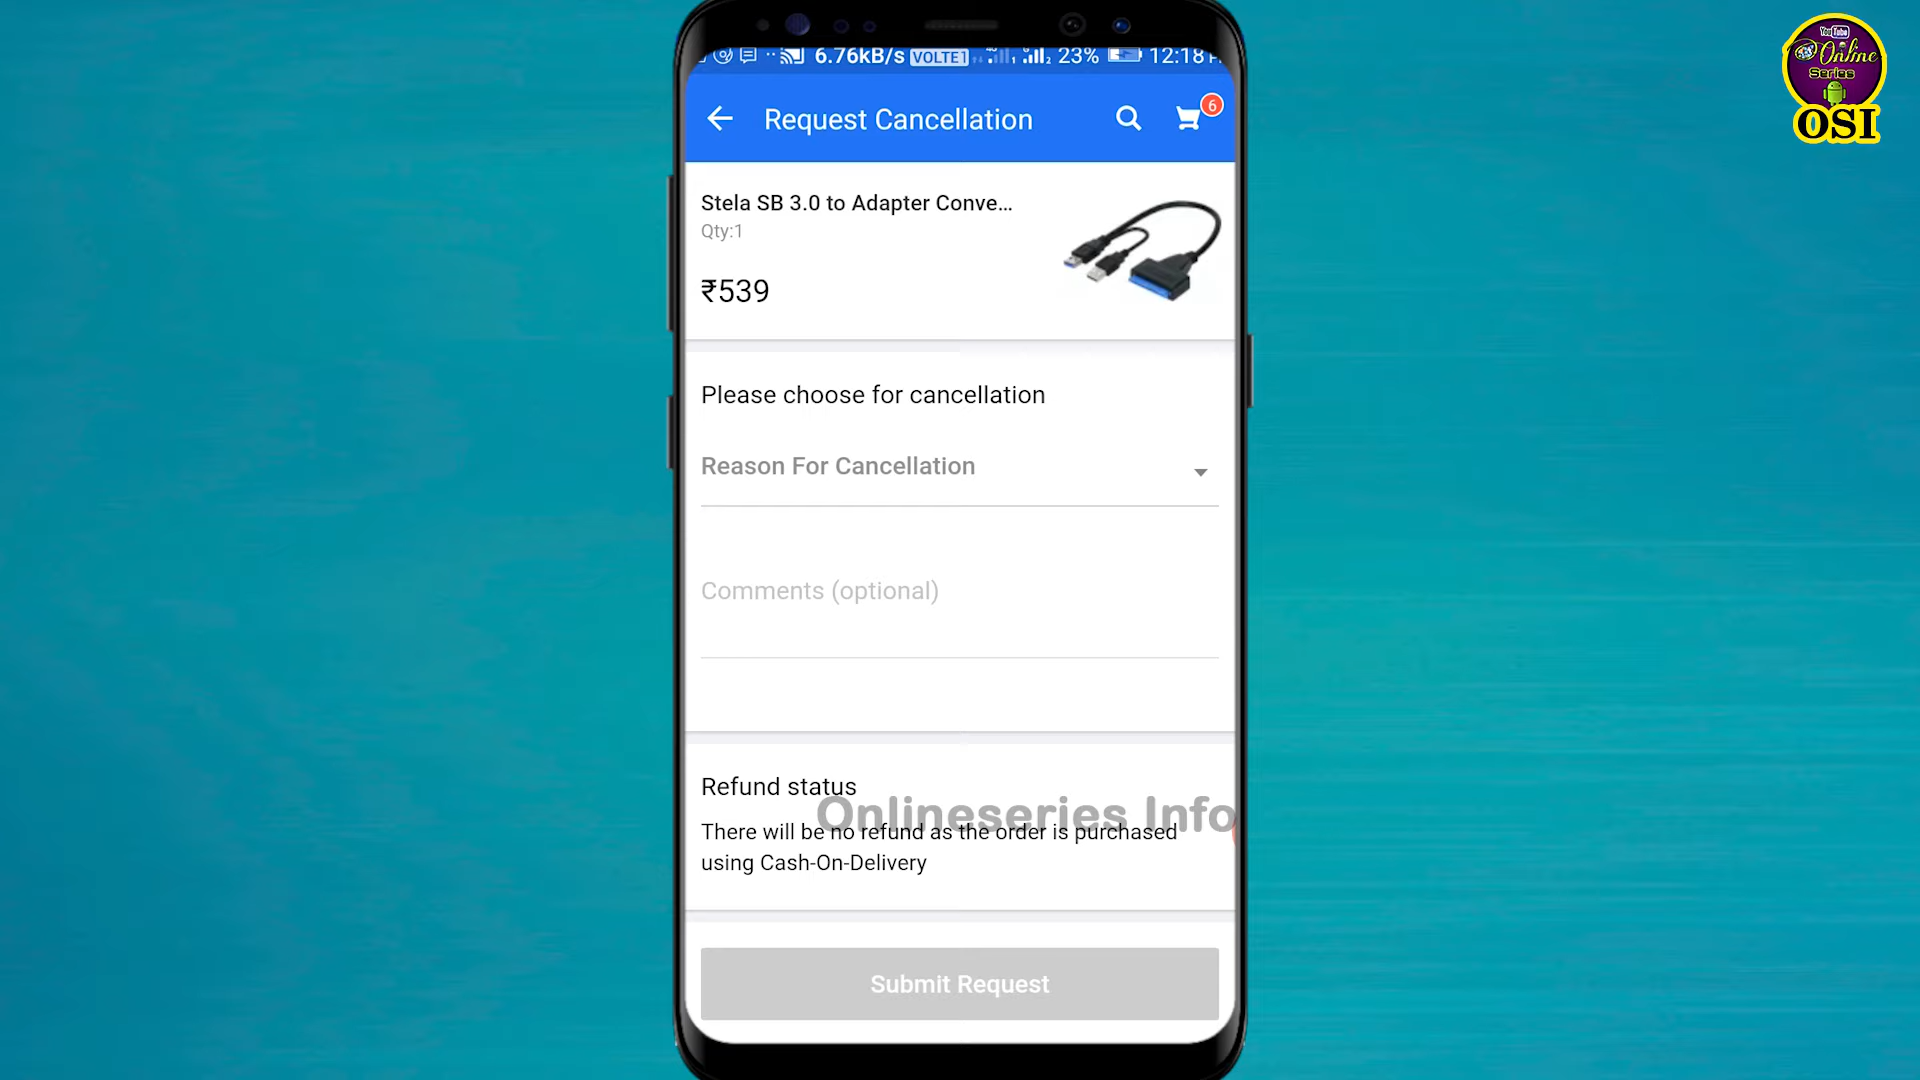 6.76kB/s VOLTE1 23% 12:18
YouTube
Online
Series
OSI
Request Cancellation
6
Stela SB 3.0 to Adapter Conve...
Qty:1
₹539
Please choose for cancellation
Reason For Cancellation
Comments (optional)
Refund status
Onlineseries Info
There will be no refund as the order is purchased
using Cash-On-Delivery
Submit Request